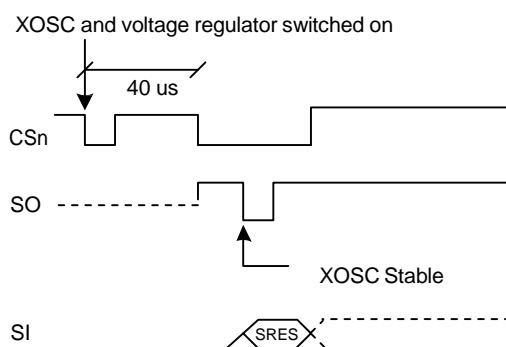 XOSC and voltage regulator switched on
40 us
CSn
SO
XOSC Stable
SI
SRES